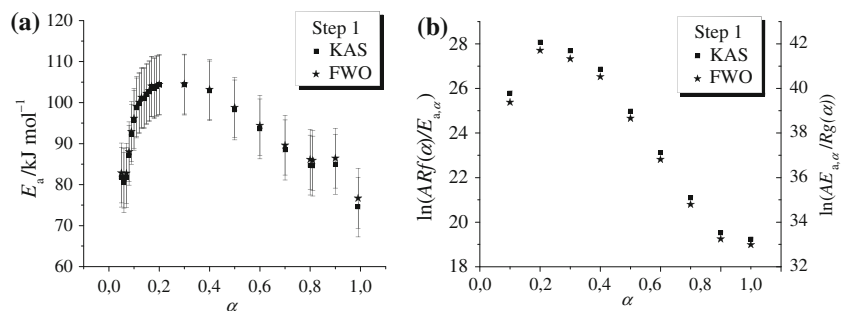 (a)
Step 1
KAS
FWO
120
110
100
90
80
70
60
E_a/kJ mol⁻¹
0,0 0,2 0,4 0,6 0,8 1,0
α
(b)
Step 1
KAS
FWO
28
26
24
22
20
18
ln(ARf(α)/E_a,α)
42
40
38
36
34
32
ln(AE_a,α/Rg(α))
0,0 0,2 0,4 0,6 0,8 1,0
α